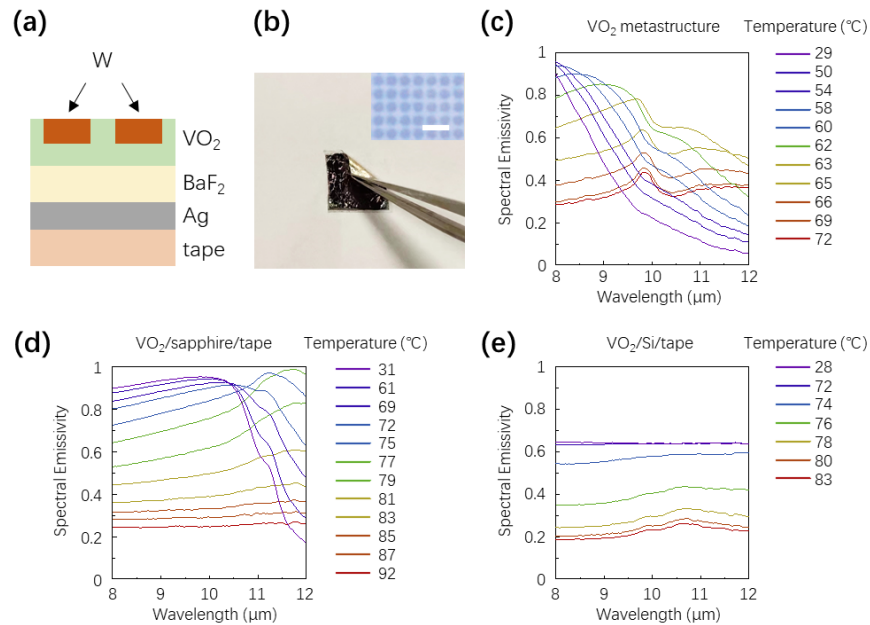 (a)
W
VO₂
BaF₂
Ag
tape
(b)
(c)
VO₂ metastructure
Temperature (℃)
Spectral Emissivity
1
0.8
0.6
0.4
0.2
0
8
9
10
11
12
Wavelength (μm)
29
50
54
58
60
62
63
65
66
69
72
(d)
VO₂/sapphire/tape
Temperature (℃)
Spectral Emissivity
1
0.8
0.6
0.4
0.2
0
8
9
10
11
12
Wavelength (μm)
31
61
69
72
75
77
79
81
83
85
87
92
(e)
VO₂/Si/tape
Temperature (℃)
Spectral Emissivity
1
0.8
0.6
0.4
0.2
0
8
9
10
11
12
Wavelength (μm)
28
72
74
76
78
80
83